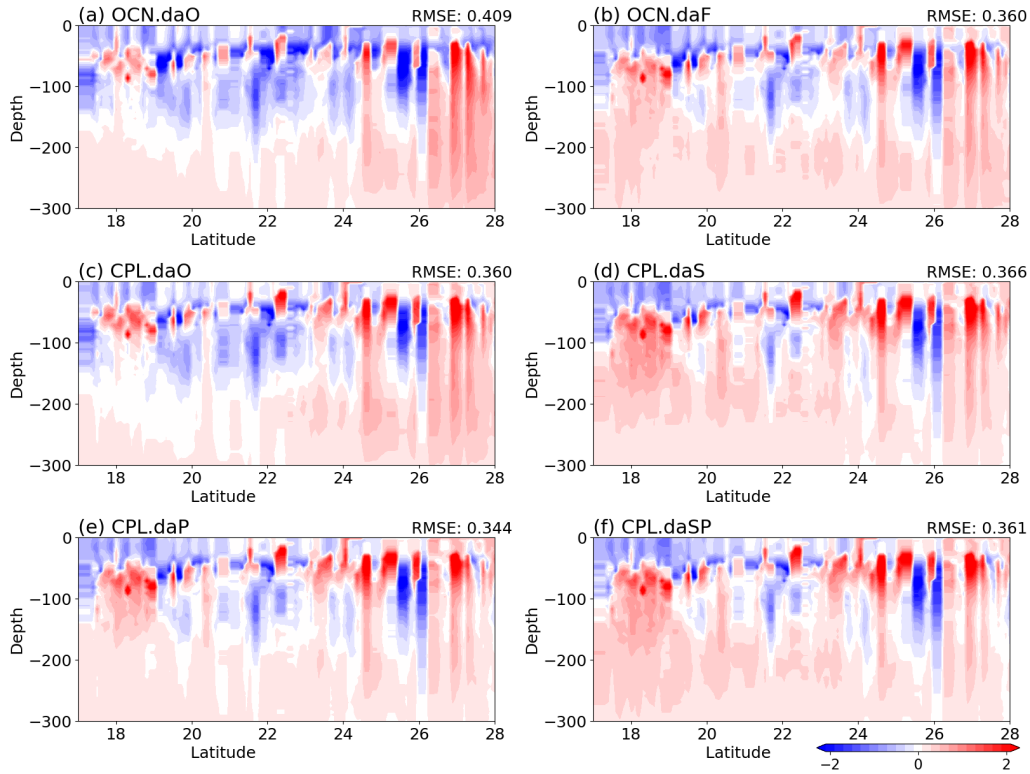 (a) OCN.daO RMSE: 0.409
0
−100
−200
−300
Depth
18 20 22 24 26 28
Latitude
(b) OCN.daF RMSE: 0.360
0
−100
−200
−300
Depth
18 20 22 24 26 28
Latitude
(c) CPL.daO RMSE: 0.360
0
−100
−200
−300
Depth
18 20 22 24 26 28
Latitude
(d) CPL.daS RMSE: 0.366
0
−100
−200
−300
Depth
18 20 22 24 26 28
Latitude
(e) CPL.daP RMSE: 0.344
0
−100
−200
−300
Depth
18 20 22 24 26 28
Latitude
(f) CPL.daSP RMSE: 0.361
0
−100
−200
−300
Depth
18 20 22 24 26 28
Latitude
−2 0 2